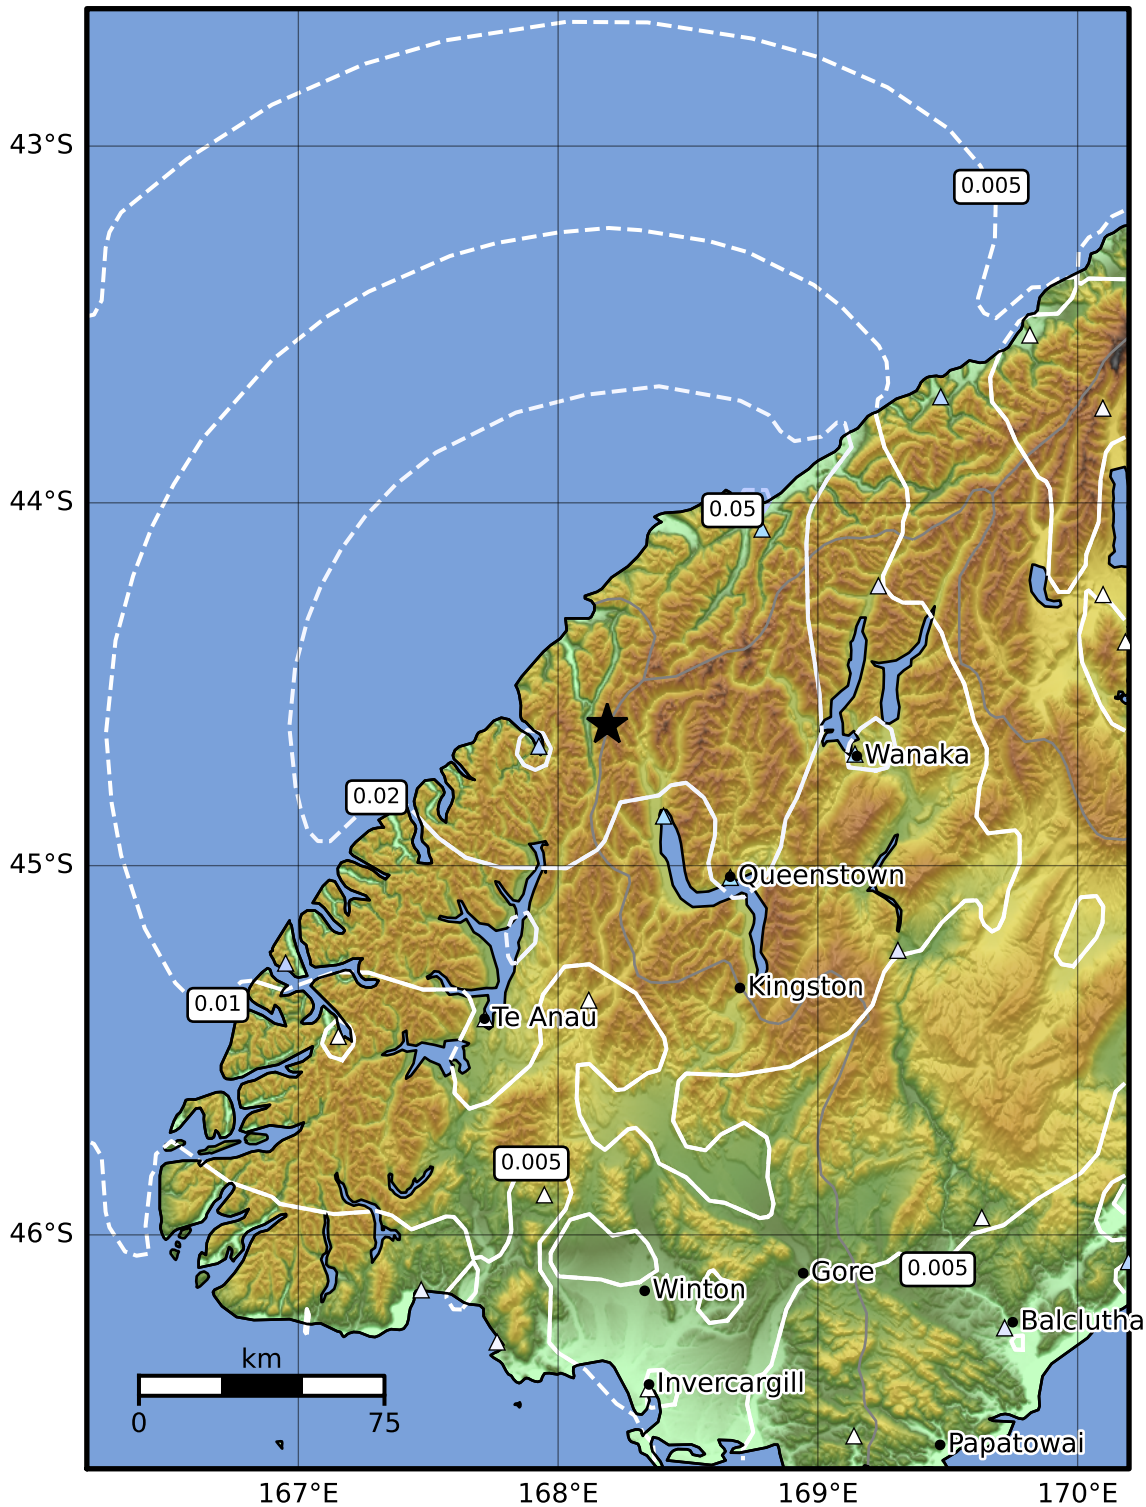 43°S
0.005
44°S
0.05
Wanaka
0.02
45°S
Queenstown
Kingston
0.01
Te Anau
0.005
46°S
0.005
Gore
Winton
Balclutha
km
Invercargill
0
75
Papatowai
167°E
168°E
169°E
170°E